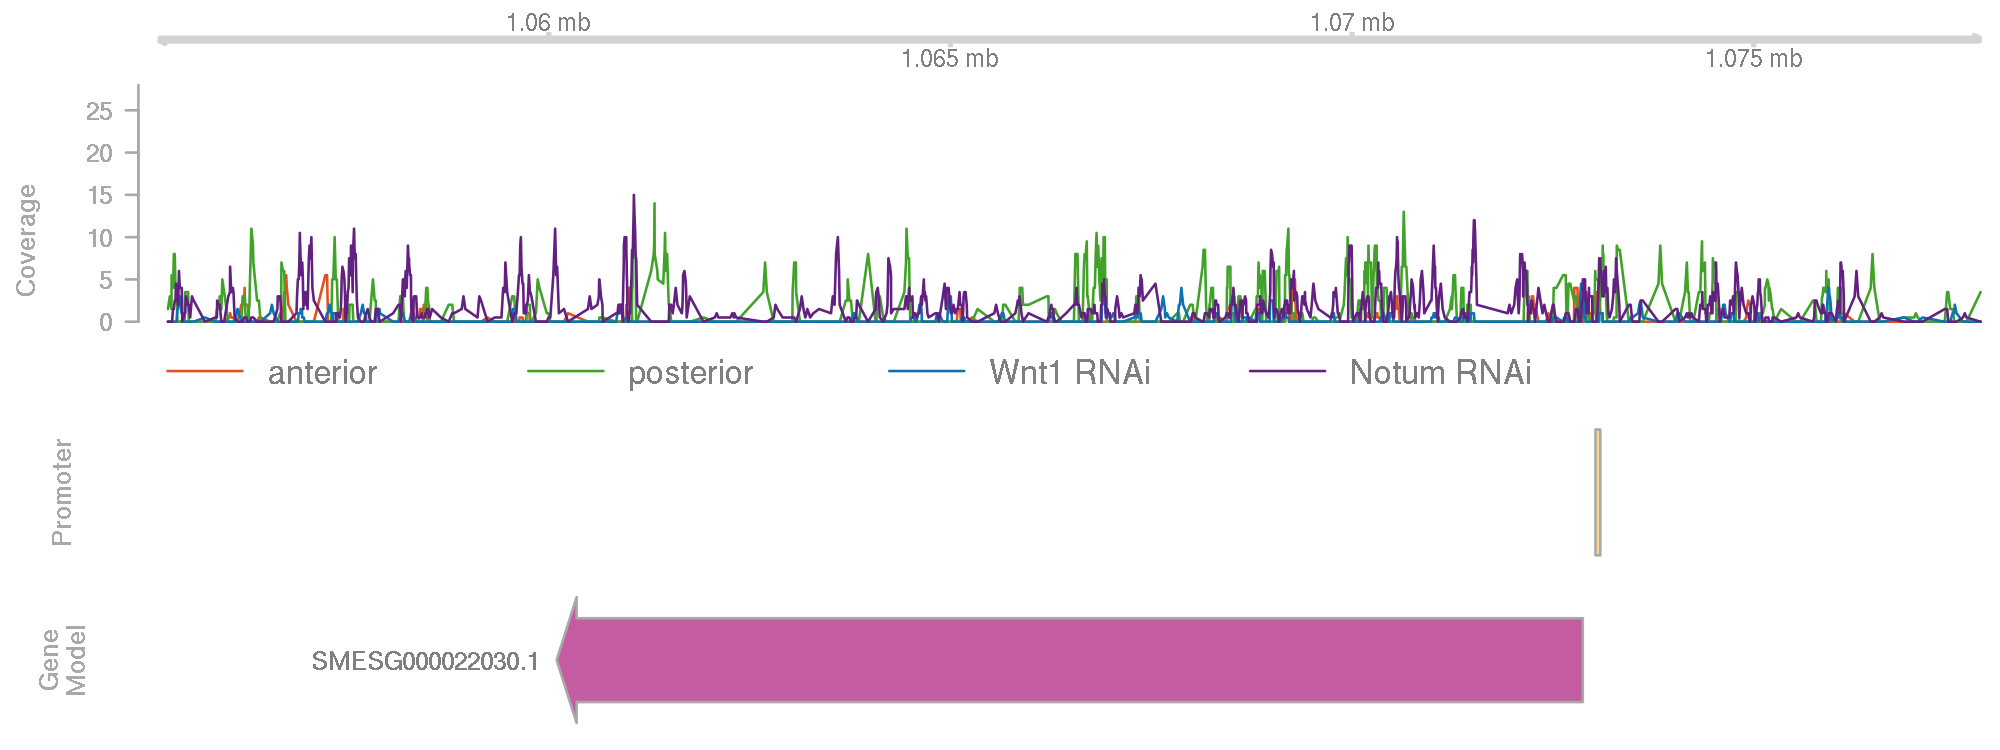 1.06 mb
1.07 mb
1.065 mb
1.075 mb
Coverage
25
20
15
10
5
0
anterior
posterior
Wnt1 RNAi
Notum RNAi
Promoter
Gene
Model
SMESG000022030.1